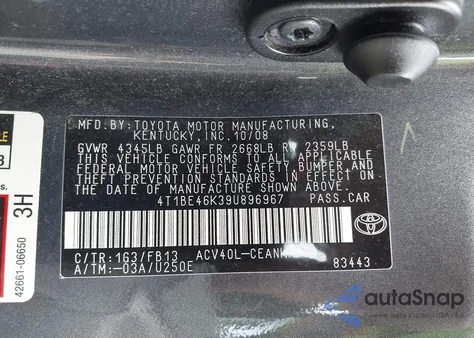 MFD.BY:TOYOTA MOTOR MANUFACTURING,
KENTUCKY, INC. 10/08
GVWR 4345LB GAWR FR 2668LB RR 2359LB
THIS VEHICLE CONFORMS TO ALL APPLICABLE
FEDERAL MOTOR VEHICLE SAFETY, BUMPER, AND
THEFT PREVENTION STANDARDS IN EFFECT ON
THE DATE OF MANUFACTURE SHOWN ABOVE.
4T1BE46K39U896967 PASS.CAR
C/TR:1G3/FB13 ACV40L-CEANK
A/TM:-03A/U250E 83443
3H
42661-06650
autoSnap